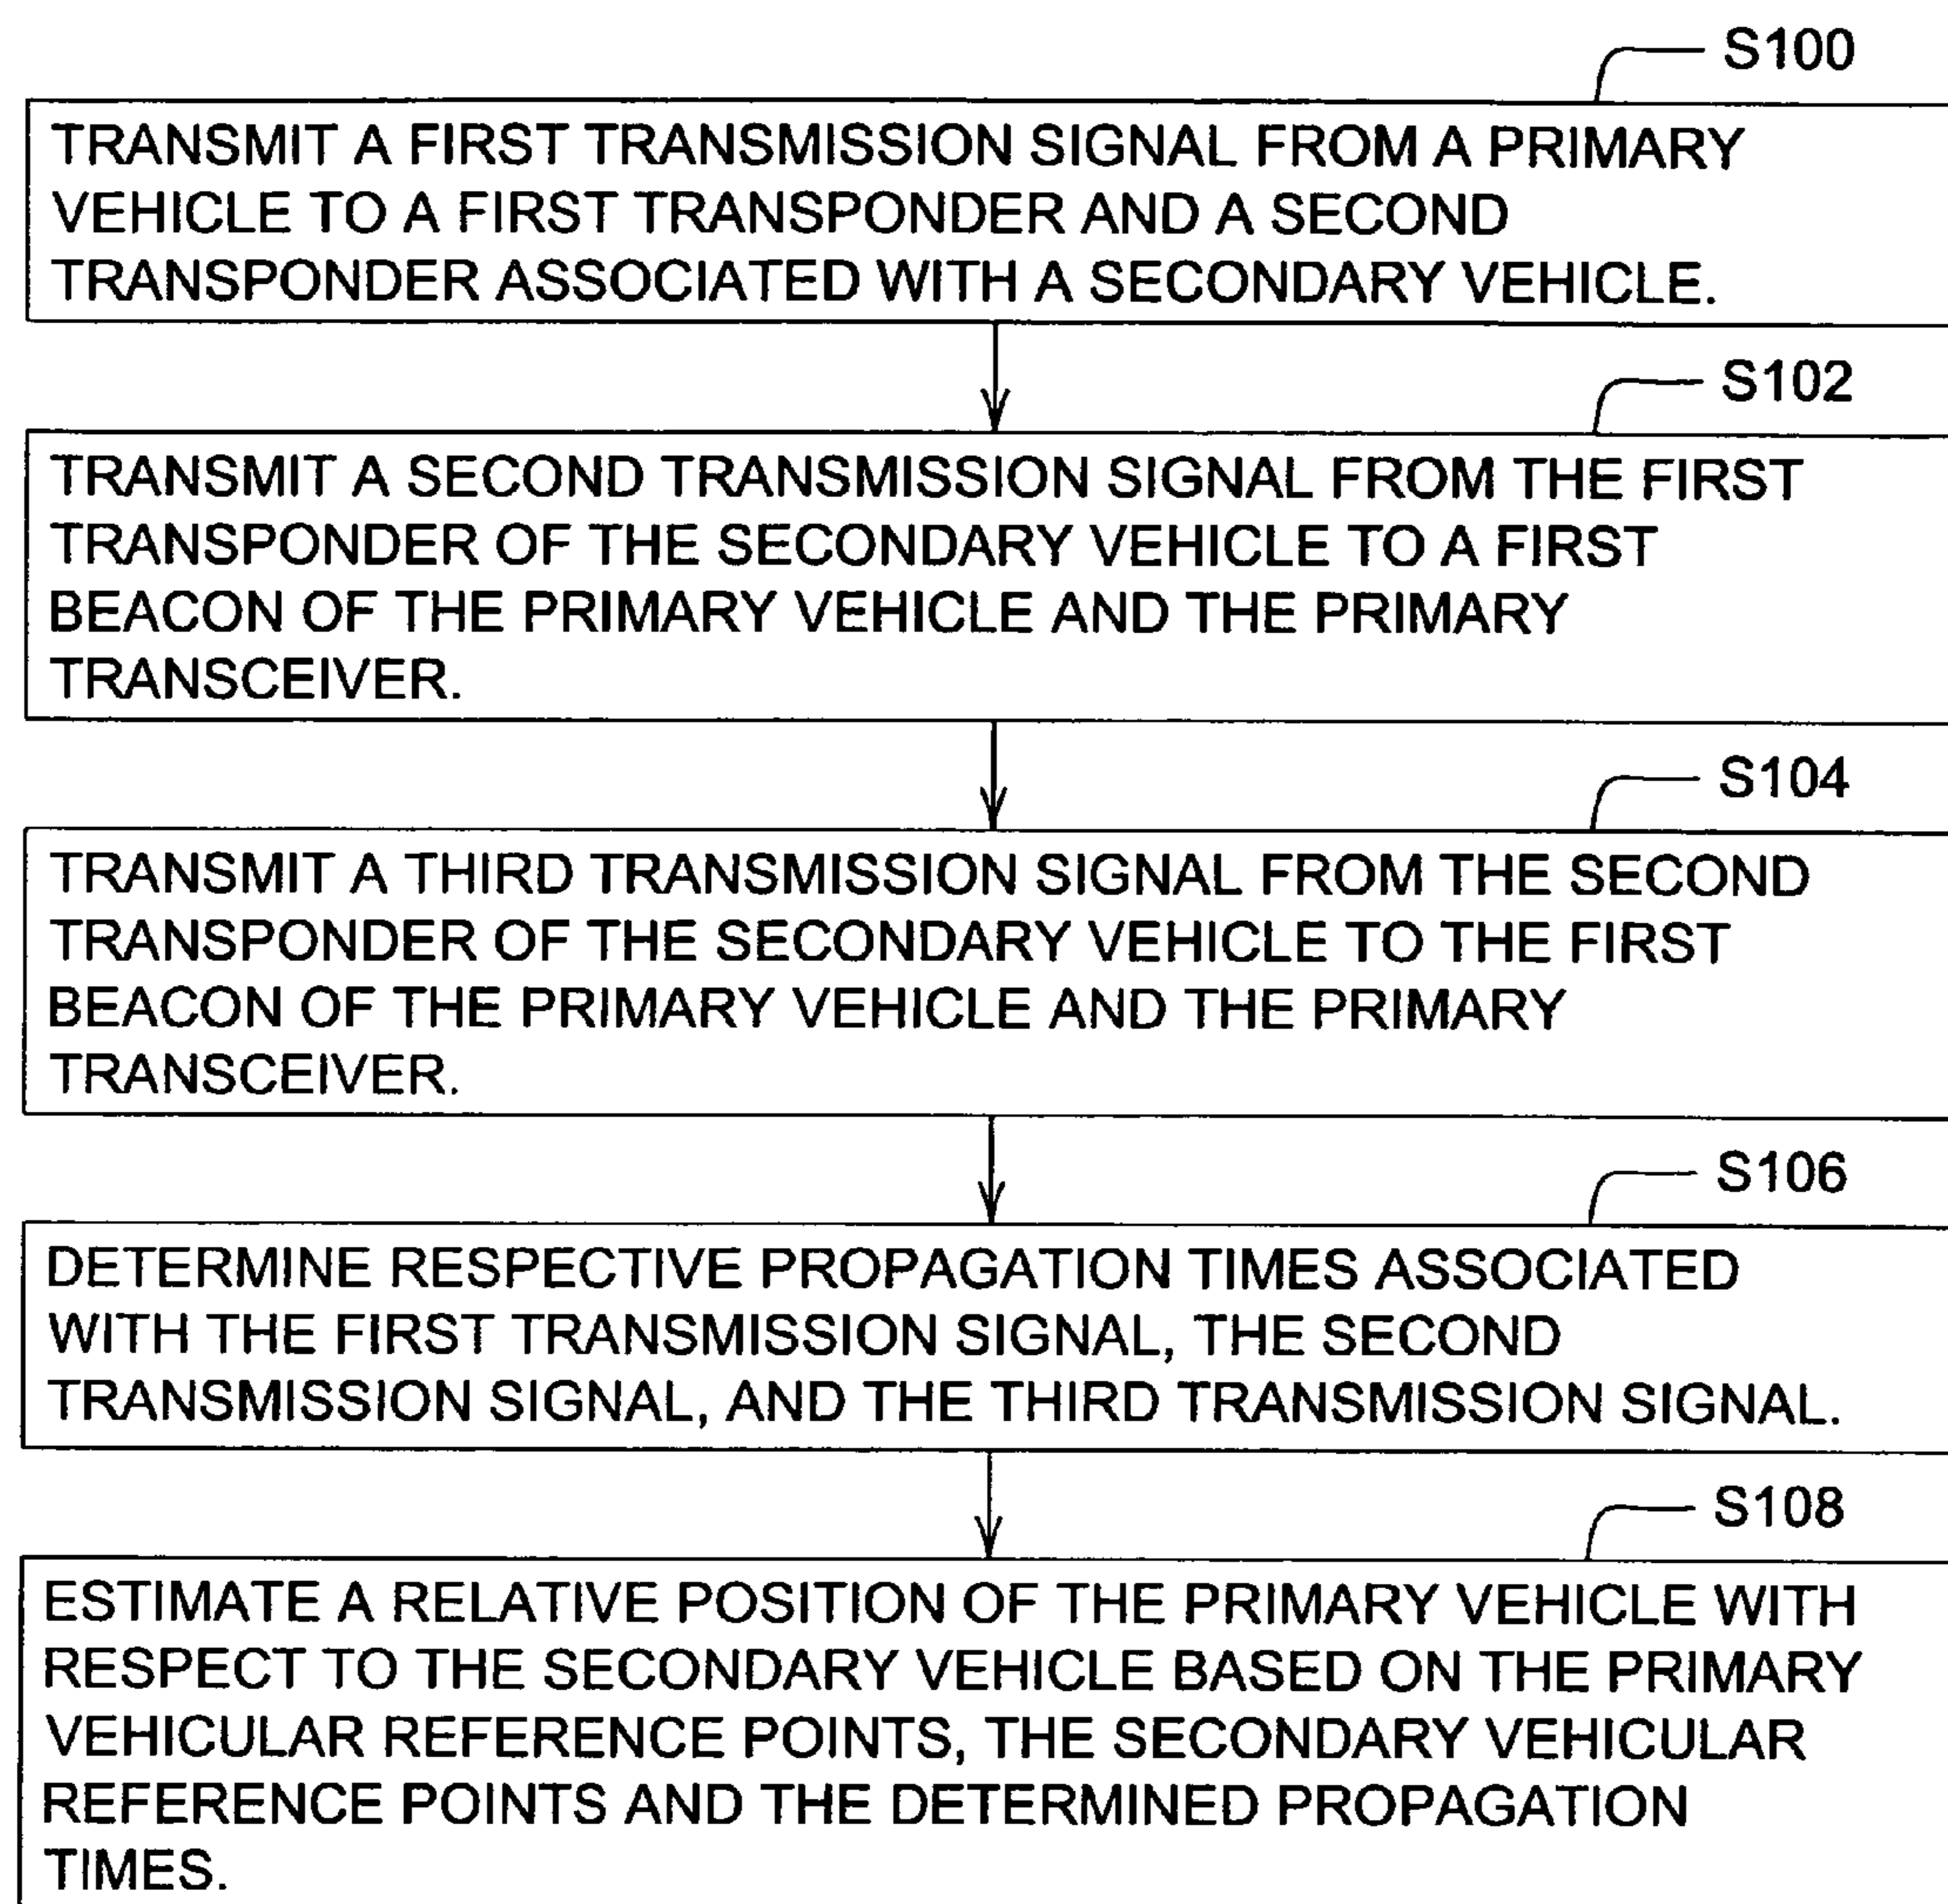 S100
TRANSMIT A FIRST TRANSMISSION SIGNAL FROM A PRIMARY
VEHICLE TO A FIRST TRANSPONDER AND A SECOND
TRANSPONDER ASSOCIATED WITH A SECONDARY VEHICLE.
S102
TRANSMIT A SECOND TRANSMISSION SIGNAL FROM THE FIRST
TRANSPONDER OF THE SECONDARY VEHICLE TO A FIRST
BEACON OF THE PRIMARY VEHICLE AND THE PRIMARY
TRANSCEIVER.
S104
TRANSMIT A THIRD TRANSMISSION SIGNAL FROM THE SECOND
TRANSPONDER OF THE SECONDARY VEHICLE TO THE FIRST
BEACON OF THE PRIMARY VEHICLE AND THE PRIMARY
TRANSCEIVER.
S106
DETERMINE RESPECTIVE PROPAGATION TIMES ASSOCIATED
WITH THE FIRST TRANSMISSION SIGNAL, THE SECOND
TRANSMISSION SIGNAL, AND THE THIRD TRANSMISSION SIGNAL.
S108
ESTIMATE A RELATIVE POSITION OF THE PRIMARY VEHICLE WITH
RESPECT TO THE SECONDARY VEHICLE BASED ON THE PRIMARY
VEHICULAR REFERENCE POINTS, THE SECONDARY VEHICULAR
REFERENCE POINTS AND THE DETERMINED PROPAGATION
TIMES.